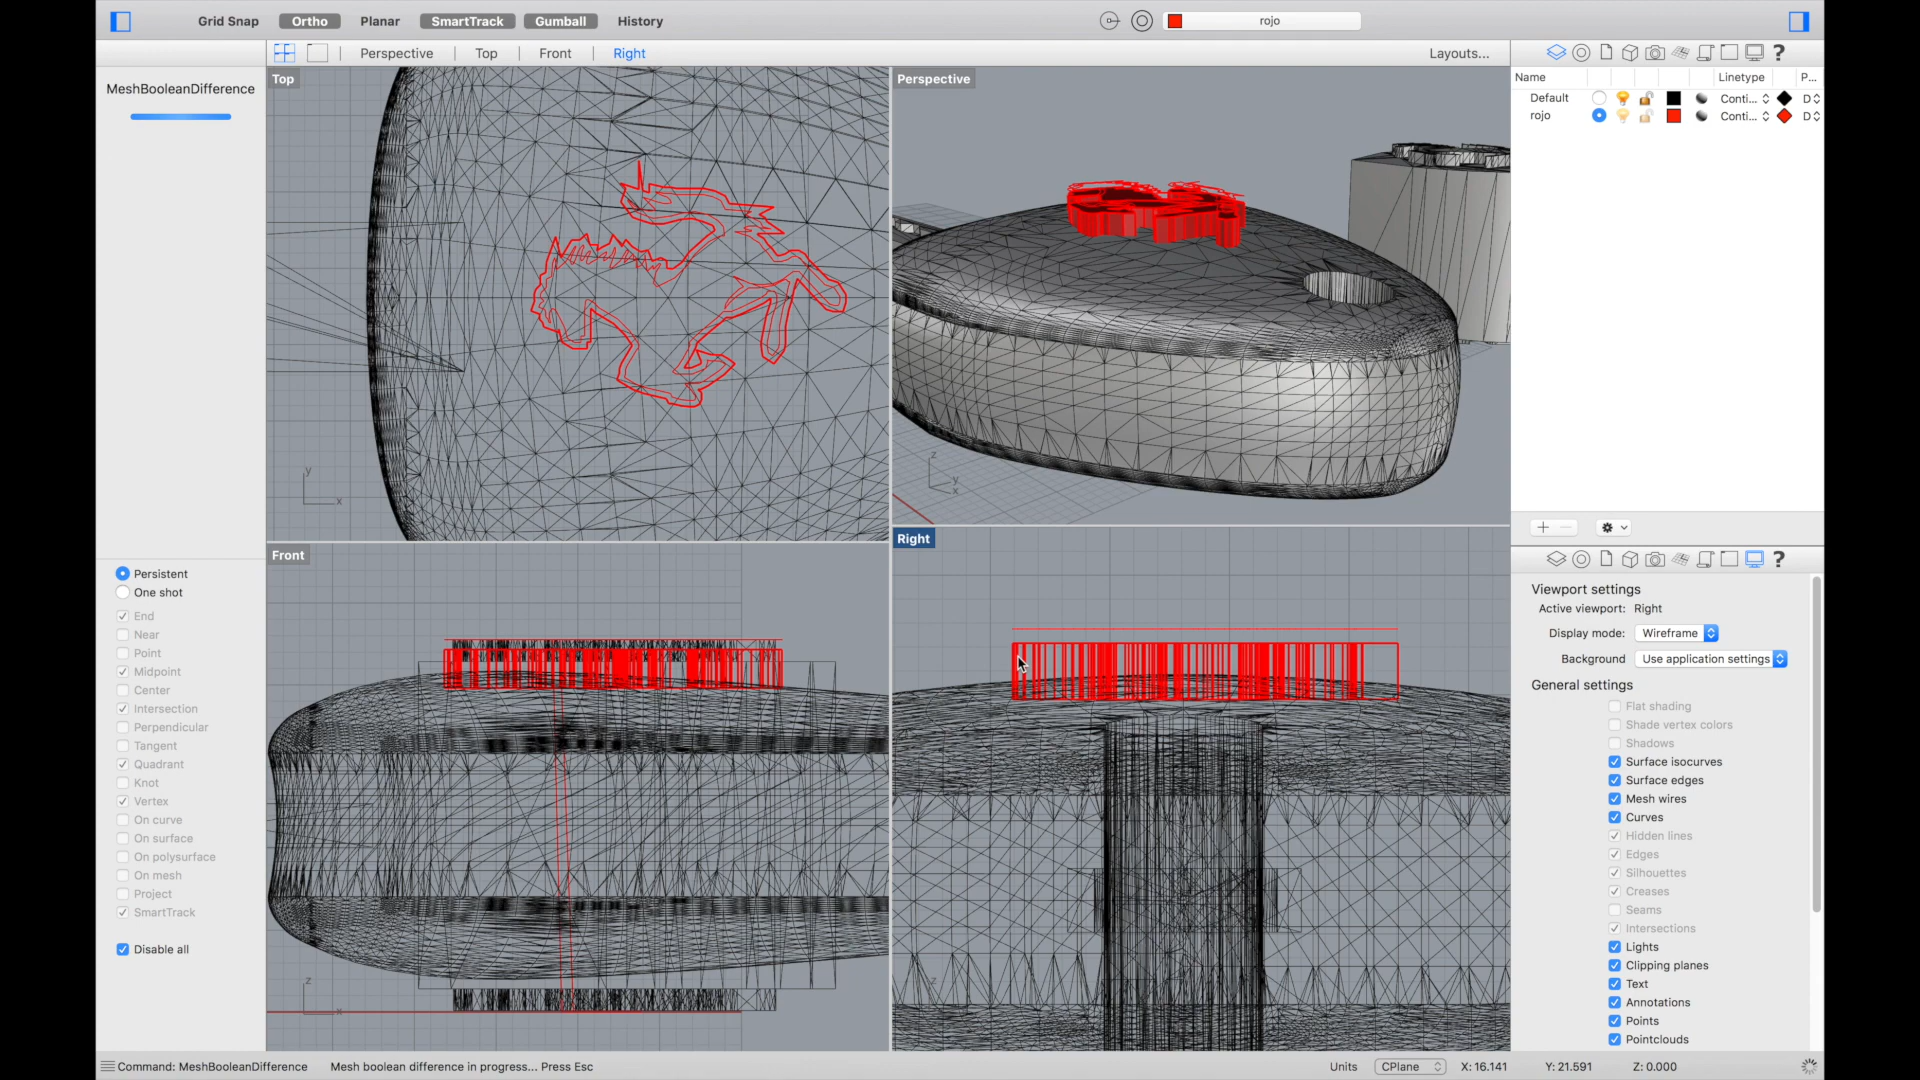 Grid Snap Ortho Planar SmartTrack Gumball History rojo
Perspective Top Front Right Layouts...
MeshBooleanDifference
Top
Perspective
Name Linetype P...
Default Conti... D
rojo Conti... D
z
y
x
y
x
Front
Right
Persistent
One shot
End
Near
Point
Midpoint
Center
Intersection
Perpendicular
Tangent
Quadrant
Knot
Vertex
On curve
On surface
On polysurface
On mesh
Project
SmartTrack
Disable all
z
x
z
Viewport settings
Active viewport: Right
Display mode: Wireframe
Background Use application settings
General settings
Flat shading
Shade vertex colors
Shadows
Surface isocurves
Surface edges
Mesh wires
Curves
Hidden lines
Edges
Silhouettes
Creases
Seams
Intersections
Lights
Clipping planes
Text
Annotations
Points
Pointclouds
Command: MeshBooleanDifference Mesh boolean difference in progress... Press Esc Units CPlane X: 16.141 Y: 21.591 Z: 0.000